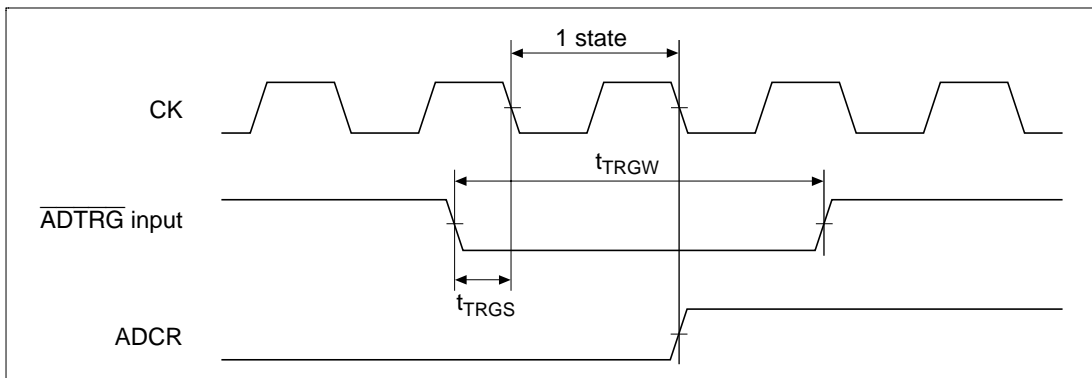 1 state
CK
tTRGW
ADTRG input
tTRGS
ADCR